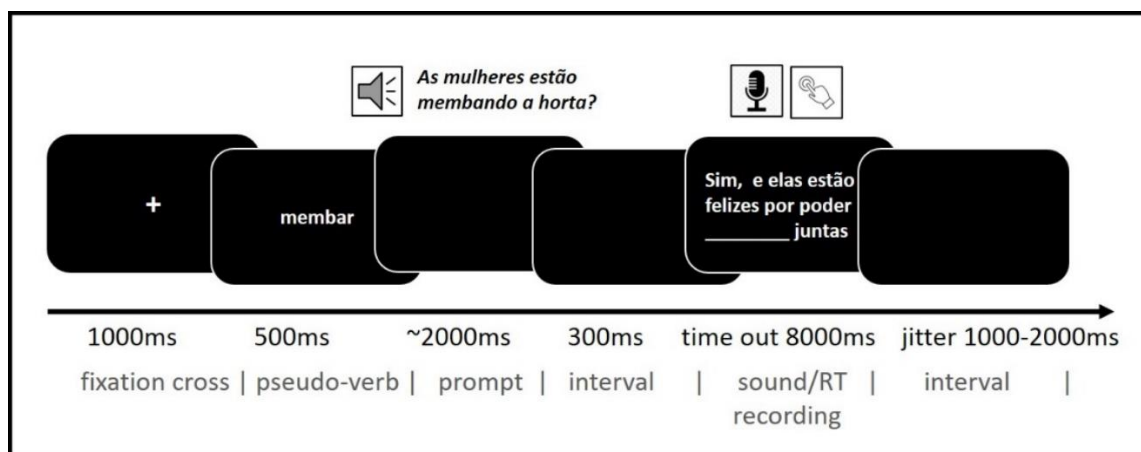 As mulheres estão
membando a horta?
+
membar
Sim, e elas estão
felizes por poder
_________ juntas
1000ms 500ms ~2000ms 300ms time out 8000ms jitter 1000-2000ms
fixation cross | pseudo-verb | prompt | interval | sound/RT | interval |
recording